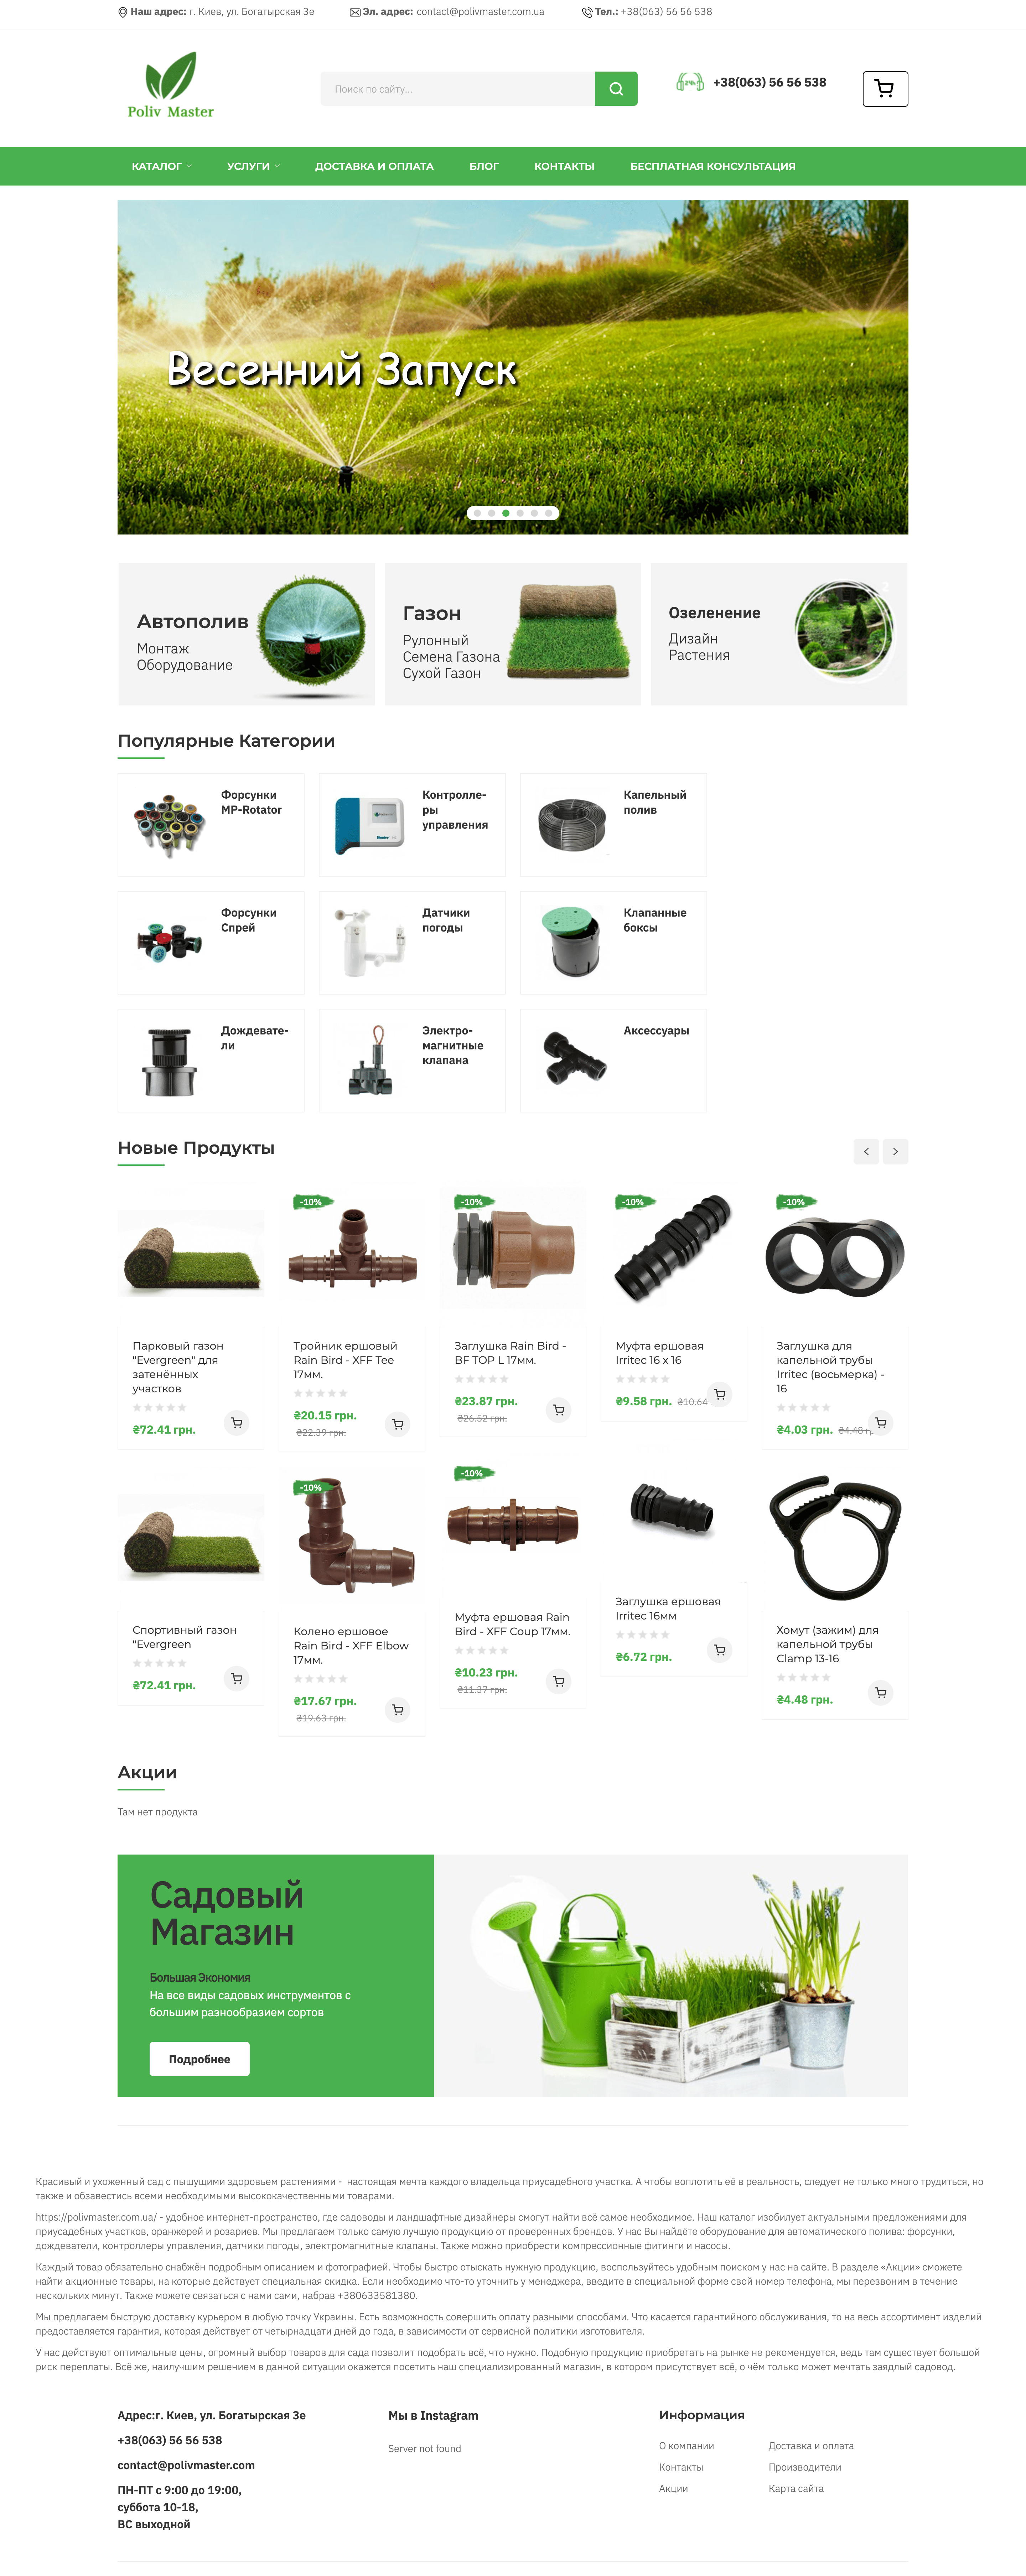 Наш адрес: г. Киев, ул. Богатырская 3е
Эл. адрес: contact@polivmaster.com.ua
Тел.: +38(063) 56 56 538
Poliv Master
Поиск по сайту...
+38(063) 56 56 538
КАТАЛОГ
УСЛУГИ
ДОСТАВКА И ОПЛАТА
БЛОГ
КОНТАКТЫ
БЕСПЛАТНАЯ КОНСУЛЬТАЦИЯ
Весенний Запуск
Автополив
Монтаж
Оборудование
Газон
Рулонный
Семена Газона
Сухой Газон
Озеленение
Дизайн
Растения
Популярные Категории
Форсунки
MP-Rotator
Контролле-
ры
управления
Капельный
полив
Форсунки
Спрей
Датчики
погоды
Клапанные
боксы
Дождевате-
ли
Электро-
магнитные
клапана
Аксессуары
Новые Продукты
-10%
-10%
-10%
-10%
Парковый газон
"Evergreen" для
затенённых
участков
₴72.41 грн.
Тройник ершовый
Rain Bird - XFF Tee
17мм.
₴20.15 грн.
₴22.39 грн.
Заглушка Rain Bird -
BF TOP L 17мм.
₴23.87 грн.
₴26.52 грн.
Муфта ершовая
Irritec 16 x 16
₴9.58 грн. ₴10.64
Заглушка для
капельной трубы
Irritec (восьмерка) -
16
₴4.03 грн. ₴4.48
-10%
-10%
Спортивный газон
"Evergreen
₴72.41 грн.
Колено ершовое
Rain Bird - XFF Elbow
17мм.
₴17.67 грн.
₴19.63 грн.
Муфта ершовая Rain
Bird - XFF Coup 17мм.
₴10.23 грн.
₴11.37 грн.
Заглушка ершовая
Irritec 16мм
₴6.72 грн.
Хомут (зажим) для
капельной трубы
Clamp 13-16
₴4.48 грн.
Акции
Там нет продукта
Садовый
Магазин
Большая Экономия
На все виды садовых инструментов с
большим разнообразием сортов
Подробнее
Красивый и ухоженный сад с пышущими здоровьем растениями - настоящая мечта каждого владельца приусадебного участка. А чтобы воплотить её в реальность, следует не только много трудиться, но
также и обзавестись всеми необходимыми высококачественными товарами.
https://polivmaster.com.ua/ - удобное интернет-пространство, где садоводы и ландшафтные дизайнеры смогут найти всё самое необходимое. Наш каталог изобилует актуальными предложениями для
приусадебных участков, оранжерей и розариев. Мы предлагаем только самую лучшую продукцию от проверенных брендов. У нас Вы найдёте оборудование для автоматического полива: форсунки,
дождеватели, контроллеры управления, датчики погоды, электромагнитные клапаны. Также можно приобрести компрессионные фитинги и насосы.
Каждый товар обязательно снабжён подробным описанием и фотографией. Чтобы быстро отыскать нужную продукцию, воспользуйтесь удобным поиском у нас на сайте. В разделе «Акции» сможете
найти акционные товары, на которые действует специальная скидка. Если необходимо что-то уточнить у менеджера, введите в специальной форме свой номер телефона, мы перезвоним в течение
нескольких минут. Также можете связаться с нами сами, набрав +380633581380.
Мы предлагаем быструю доставку курьером в любую точку Украины. Есть возможность совершить оплату разными способами. Что касается гарантийного обслуживания, то на весь ассортимент изделий
предоставляется гарантия, которая действует от четырнадцати дней до года, в зависимости от сервисной политики изготовителя.
У нас действуют оптимальные цены, огромный выбор товаров для сада позволит подобрать всё, что нужно. Подобную продукцию приобретать на рынке не рекомендуется, ведь там существует большой
риск переплаты. Всё же, наилучшим решением в данной ситуации окажется посетить наш специализированный магазин, в котором присутствует всё, о чём только может мечтать заядлый садовод.
Адрес:г. Киев, ул. Богатырская 3е
+38(063) 56 56 538
contact@polivmaster.com
ПН-ПТ с 9:00 до 19:00,
суббота 10-18,
ВС выходной
Мы в Instagram
Server not found
Информация
О компании
Доставка и оплата
Контакты
Производители
Акции
Карта сайта